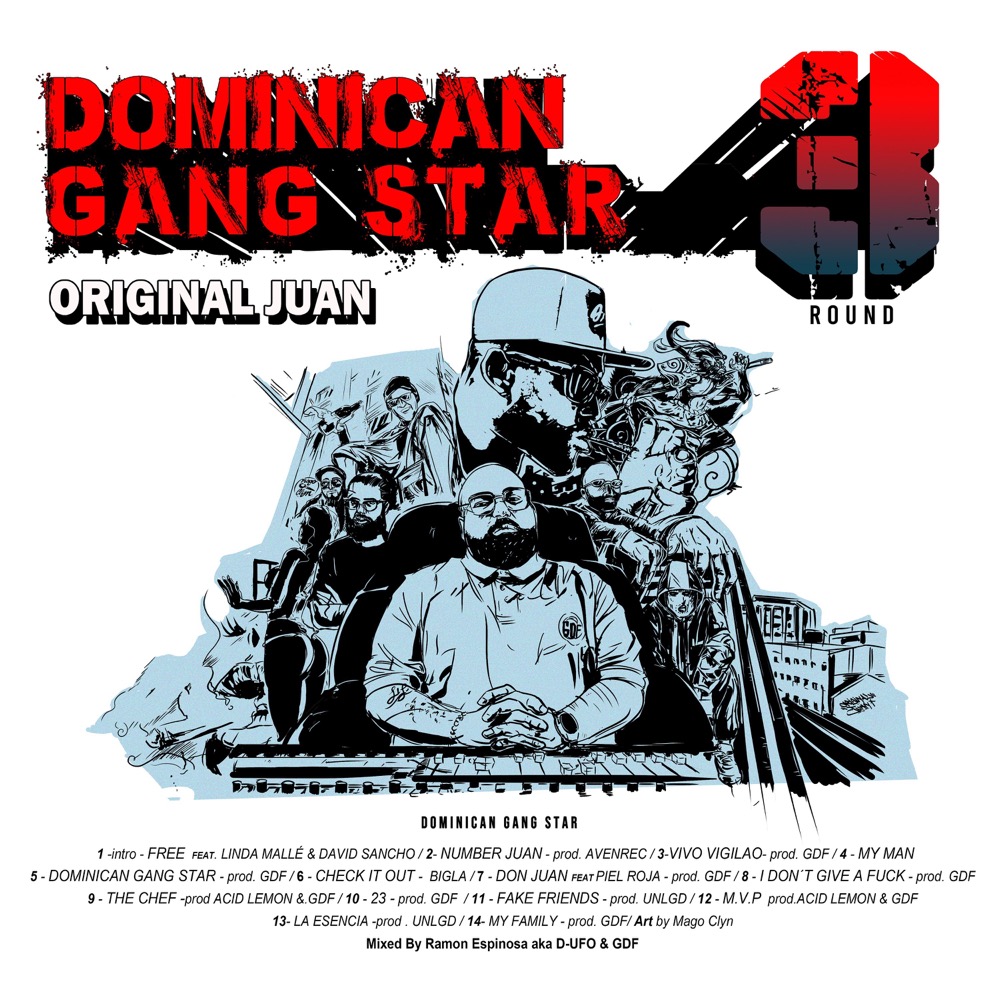 DOMINICAN
GANG STAR
3
ROUND
ORIGINAL JUAN
GDF
DOMINICAN GANG STAR
1 -intro - FREE FEAT. LINDA MALLÉ & DAVID SANCHO / 2- NUMBER JUAN - prod. AVENREC / 3-VIVO VIGILAO- prod. GDF / 4 - MY MAN
5 - DOMINICAN GANG STAR - prod. GDF / 6 - CHECK IT OUT - BIGLA / 7 - DON JUAN FEAT PIEL ROJA - prod. GDF / 8 - I DON´T GIVE A FUCK - prod. GDF
9 - THE CHEF -prod ACID LEMON &.GDF / 10 - 23 - prod. GDF / 11 - FAKE FRIENDS - prod. UNLGD / 12 - M.V.P prod.ACID LEMON & GDF
13- LA ESENCIA -prod . UNLGD / 14- MY FAMILY - prod. GDF/ Art by Mago Clyn
Mixed By Ramon Espinosa aka D-UFO & GDF